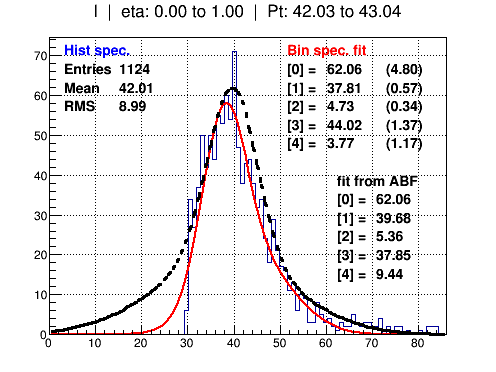 I | eta: 0.00 to 1.00 | Pt: 42.03 to 43.04
Hist spec.
Entries 1124
Mean 42.01
RMS 8.99
Bin spec. fit
[0] = 62.06 (4.80)
[1] = 37.81 (0.57)
[2] = 4.73 (0.34)
[3] = 44.02 (1.37)
[4] = 3.77 (1.17)
fit from ABF
[0] = 62.06
[1] = 39.68
[2] = 5.36
[3] = 37.85
[4] = 9.44
70
60
50
40
30
20
10
0
0 10 20 30 40 50 60 70 80